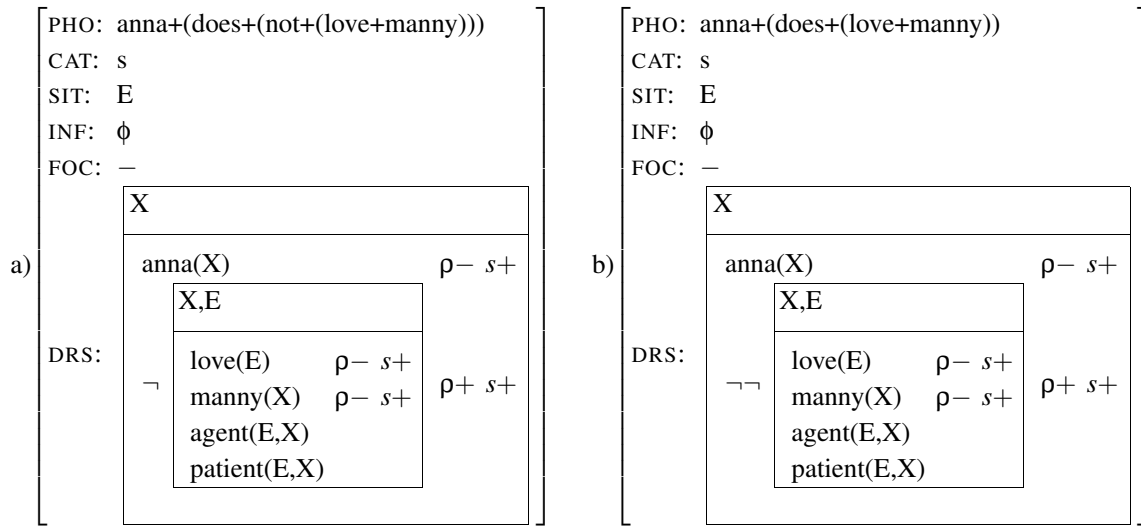 a)
PHO: anna+(does+(not+(love+manny)))
CAT: s
SIT: E
INF: ϕ
FOC: −
DRS:
X
anna(X) ρ− s+
¬
X,E
love(E) ρ− s+
manny(X) ρ− s+
agent(E,X)
patient(E,X)
ρ+ s+
b)
PHO: anna+(does+(love+manny))
CAT: s
SIT: E
INF: ϕ
FOC: −
DRS:
X
anna(X) ρ− s+
¬¬
X,E
love(E) ρ− s+
manny(X) ρ− s+
agent(E,X)
patient(E,X)
ρ+ s+